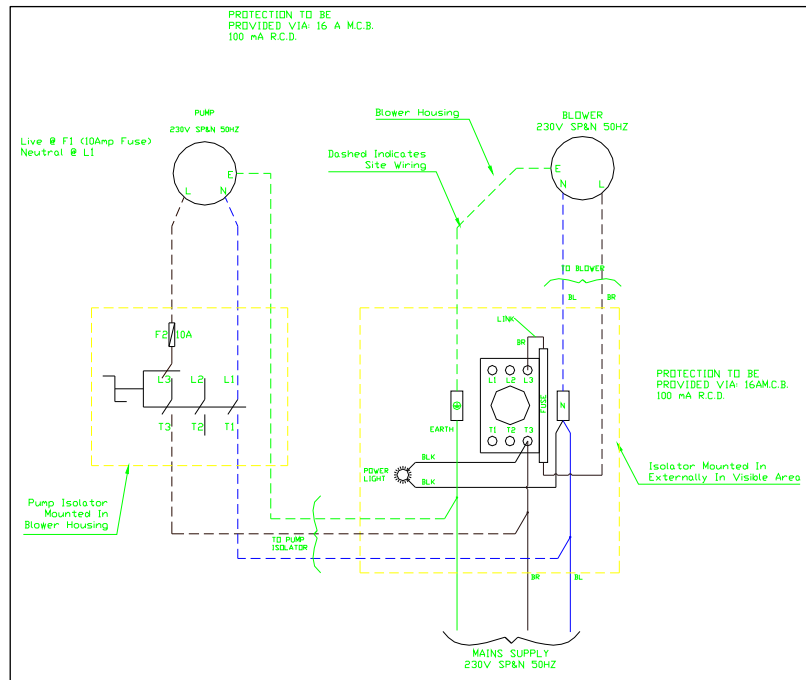 PROTECTION TO BE
PROVIDED VIA: 16 A M.C.B.
100 mA R.C.D.
PUMP
230V SP&N 50HZ
Live @ F1 (10Amp Fuse)
Neutral @ L1
E
L
N
Blower Housing
Dashed Indicates
Site Wiring
BLOWER
230V SP&N 50HZ
E
N
L
TO BLOWER
BL
BR
F2
10A
L3
L2
L1
T3
T2
T1
LINK
BR
L1
L2
L3
FUSE
T1
T2
T3
EARTH
N
BLK
POWER
LIGHT
BLK
PROTECTION TO BE
PROVIDED VIA: 16AM.C.B.
100 mA R.C.D.
Isolator Mounted In
Externally In Visible Area
Pump Isolator
Mounted In
Blower Housing
TO PUMP
ISOLATOR
BR
BL
MAINS SUPPLY
230V SP&N 50HZ